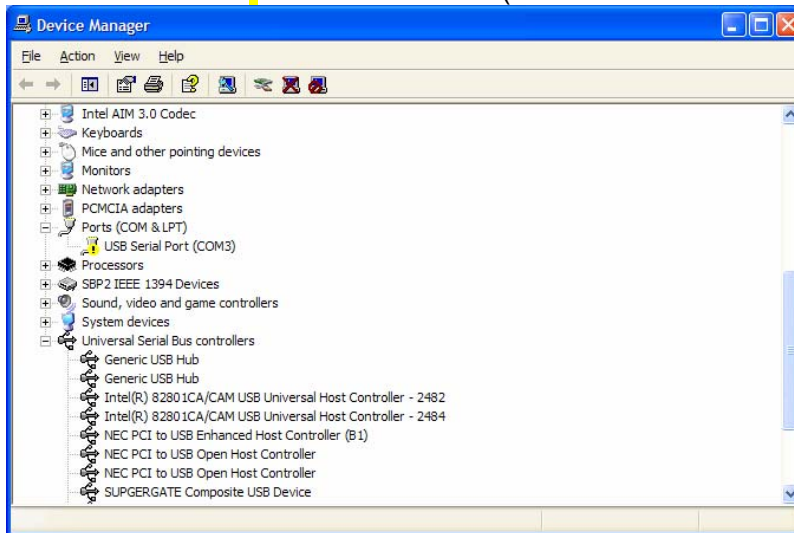 Device Manager
File Action View Help
Intel AIM 3.0 Codec
Keyboards
Mice and other pointing devices
Monitors
Network adapters
PCMCIA adapters
Ports (COM & LPT)
USB Serial Port (COM3)
Processors
SBP2 IEEE 1394 Devices
Sound, video and game controllers
System devices
Universal Serial Bus controllers
Generic USB Hub
Generic USB Hub
Intel(R) 82801CA/CAM USB Universal Host Controller - 2482
Intel(R) 82801CA/CAM USB Universal Host Controller - 2484
NEC PCI to USB Enhanced Host Controller (B1)
NEC PCI to USB Open Host Controller
NEC PCI to USB Open Host Controller
SUPGERGATE Composite USB Device